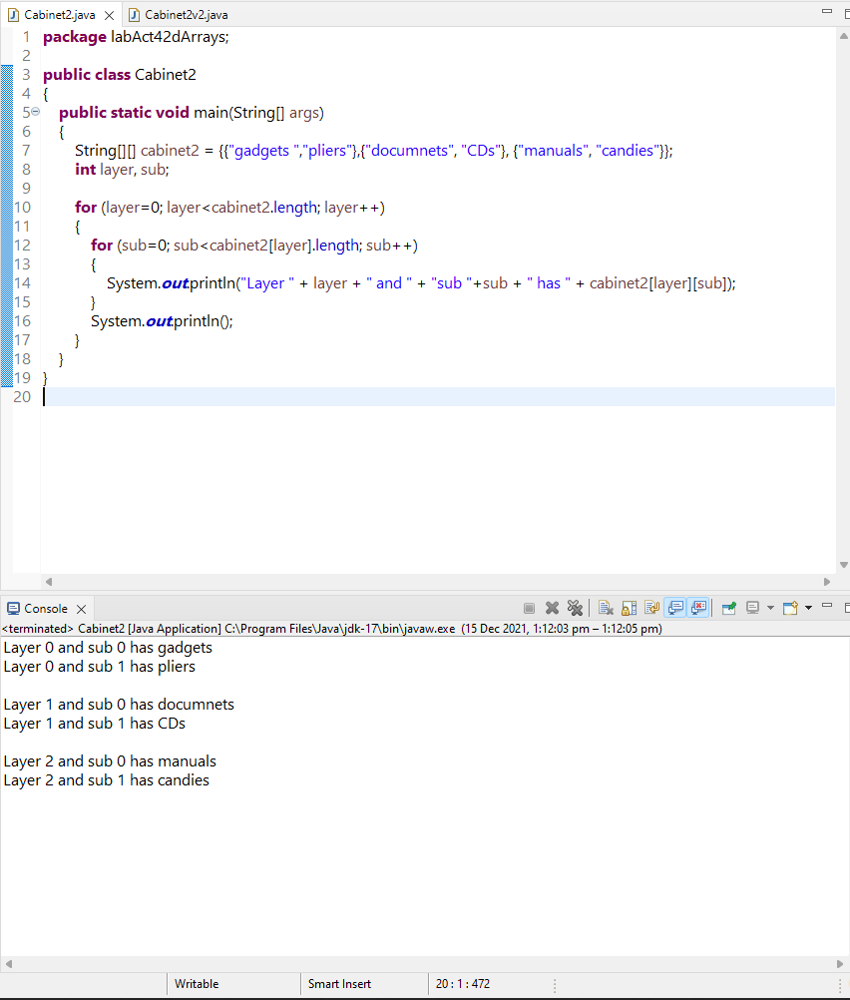 Cabinet2.java Cabinet2v2.java
1 package labAct42dArrays;
2
3 public class Cabinet2
4 {
5 public static void main(String[] args)
6 {
7 String[][] cabinet2 = {{"gadgets ","pliers"},{"documnets", "CDs"}, {"manuals", "candies"}};
8 int layer, sub;
9
10 for (layer=0; layer<cabinet2.length; layer++)
11 {
12 for (sub=0; sub<cabinet2[layer].length; sub++)
13 {
14 System.out.println("Layer " + layer + " and " + "sub "+sub + " has " + cabinet2[layer][sub]);
15 }
16 System.out.println();
17 }
18 }
19 }
20
Console
<terminated> Cabinet2 [Java Application] C:\Program Files\Java\jdk-17\bin\javaw.exe (15 Dec 2021, 1:12:03 pm – 1:12:05 pm)
Layer 0 and sub 0 has gadgets
Layer 0 and sub 1 has pliers
Layer 1 and sub 0 has documnets
Layer 1 and sub 1 has CDs
Layer 2 and sub 0 has manuals
Layer 2 and sub 1 has candies
Writable Smart Insert 20 : 1 : 472